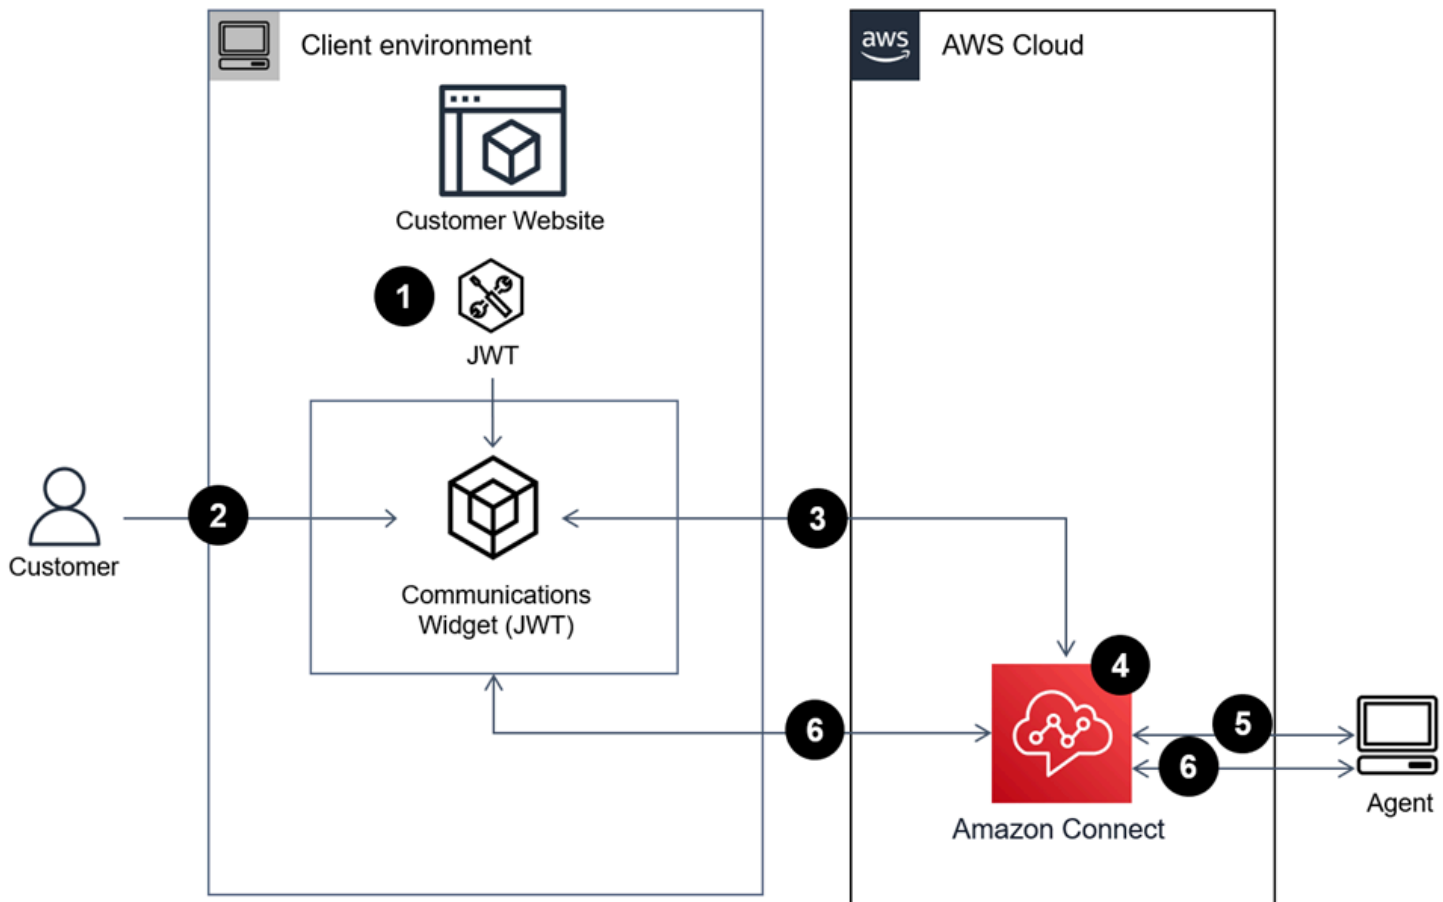 Client environment
aws
AWS Cloud
Customer Website
1
JWT
2
3
Customer
Communications
Widget (JWT)
4
5
6
6
Agent
Amazon Connect